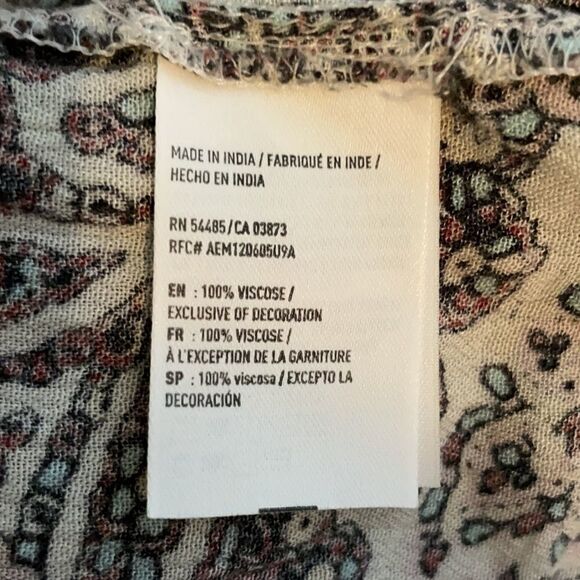 MADE IN INDIA / FABRIQUÉ EN INDE /
HECHO EN INDIA
RN 54485/CA 03873
RFC# AEM120605U9A
EN : 100% VISCOSE /
EXCLUSIVE OF DECORATION
FR : 100% VISCOSE /
À L'EXCEPTION DE LA GARNITURE
SP : 100% viscosa / EXCEPTO LA
DECORACIÓN